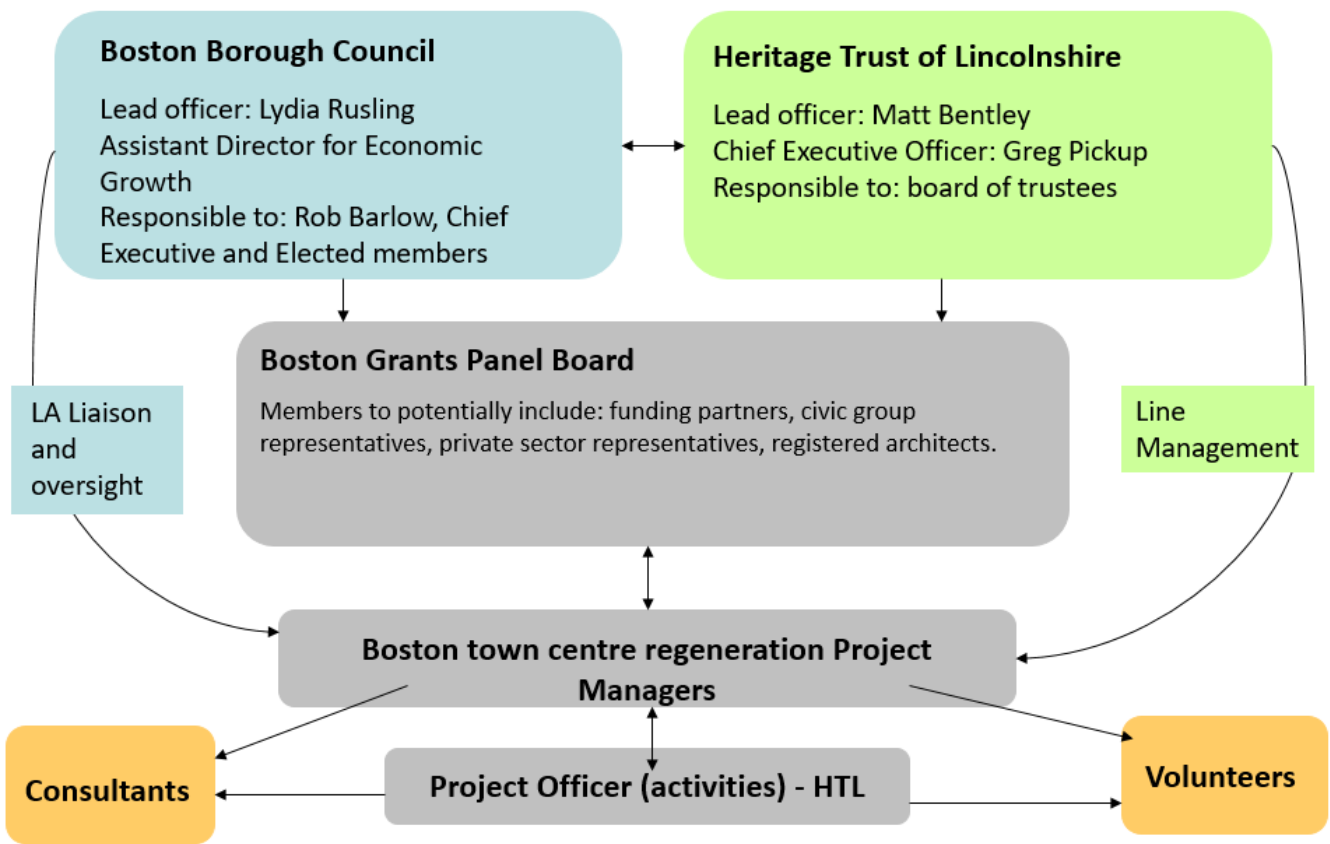 Boston Borough Council
Lead officer: Lydia Rusling
Assistant Director for Economic
Growth
Responsible to: Rob Barlow, Chief
Executive and Elected members
Heritage Trust of Lincolnshire
Lead officer: Matt Bentley
Chief Executive Officer: Greg Pickup
Responsible to: board of trustees
Boston Grants Panel Board
Members to potentially include: funding partners, civic group
representatives, private sector representatives, registered architects.
LA Liaison
and
oversight
Line
Management
Boston town centre regeneration Project
Managers
Consultants
Project Officer (activities) - HTL
Volunteers